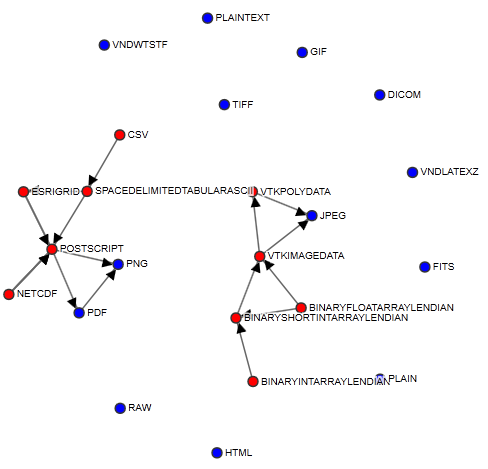 PLAINTEXT
VNDWTSTF
GIF
DICOM
TIFF
CSV
VNDLATEXZ
ESRIGRID
SPACEDELIMITEDTABULARASCII
VTKPOLYDATA
JPEG
POSTSCRIPT
VTKIMAGEDATA
PNG
FITS
NETCDF
BINARYFLOATARRAYLENDIAN
PDF
BINARYSHORTINTARRAYLENDIAN
BINARYINTARRAYLENDIAN
PLAIN
RAW
HTML